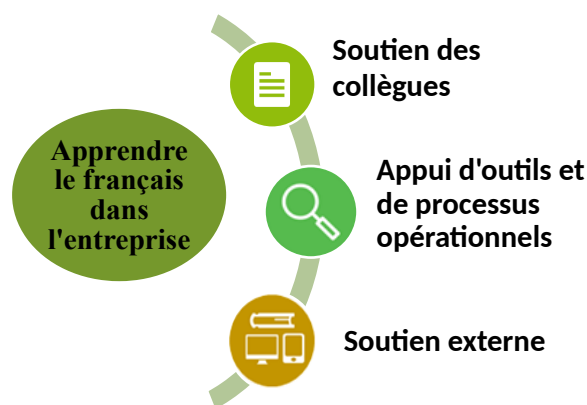 Apprendre
le français
dans
l'entreprise
Soutien des
collègues
Appui d'outils et
de processus
opérationnels
Soutien externe